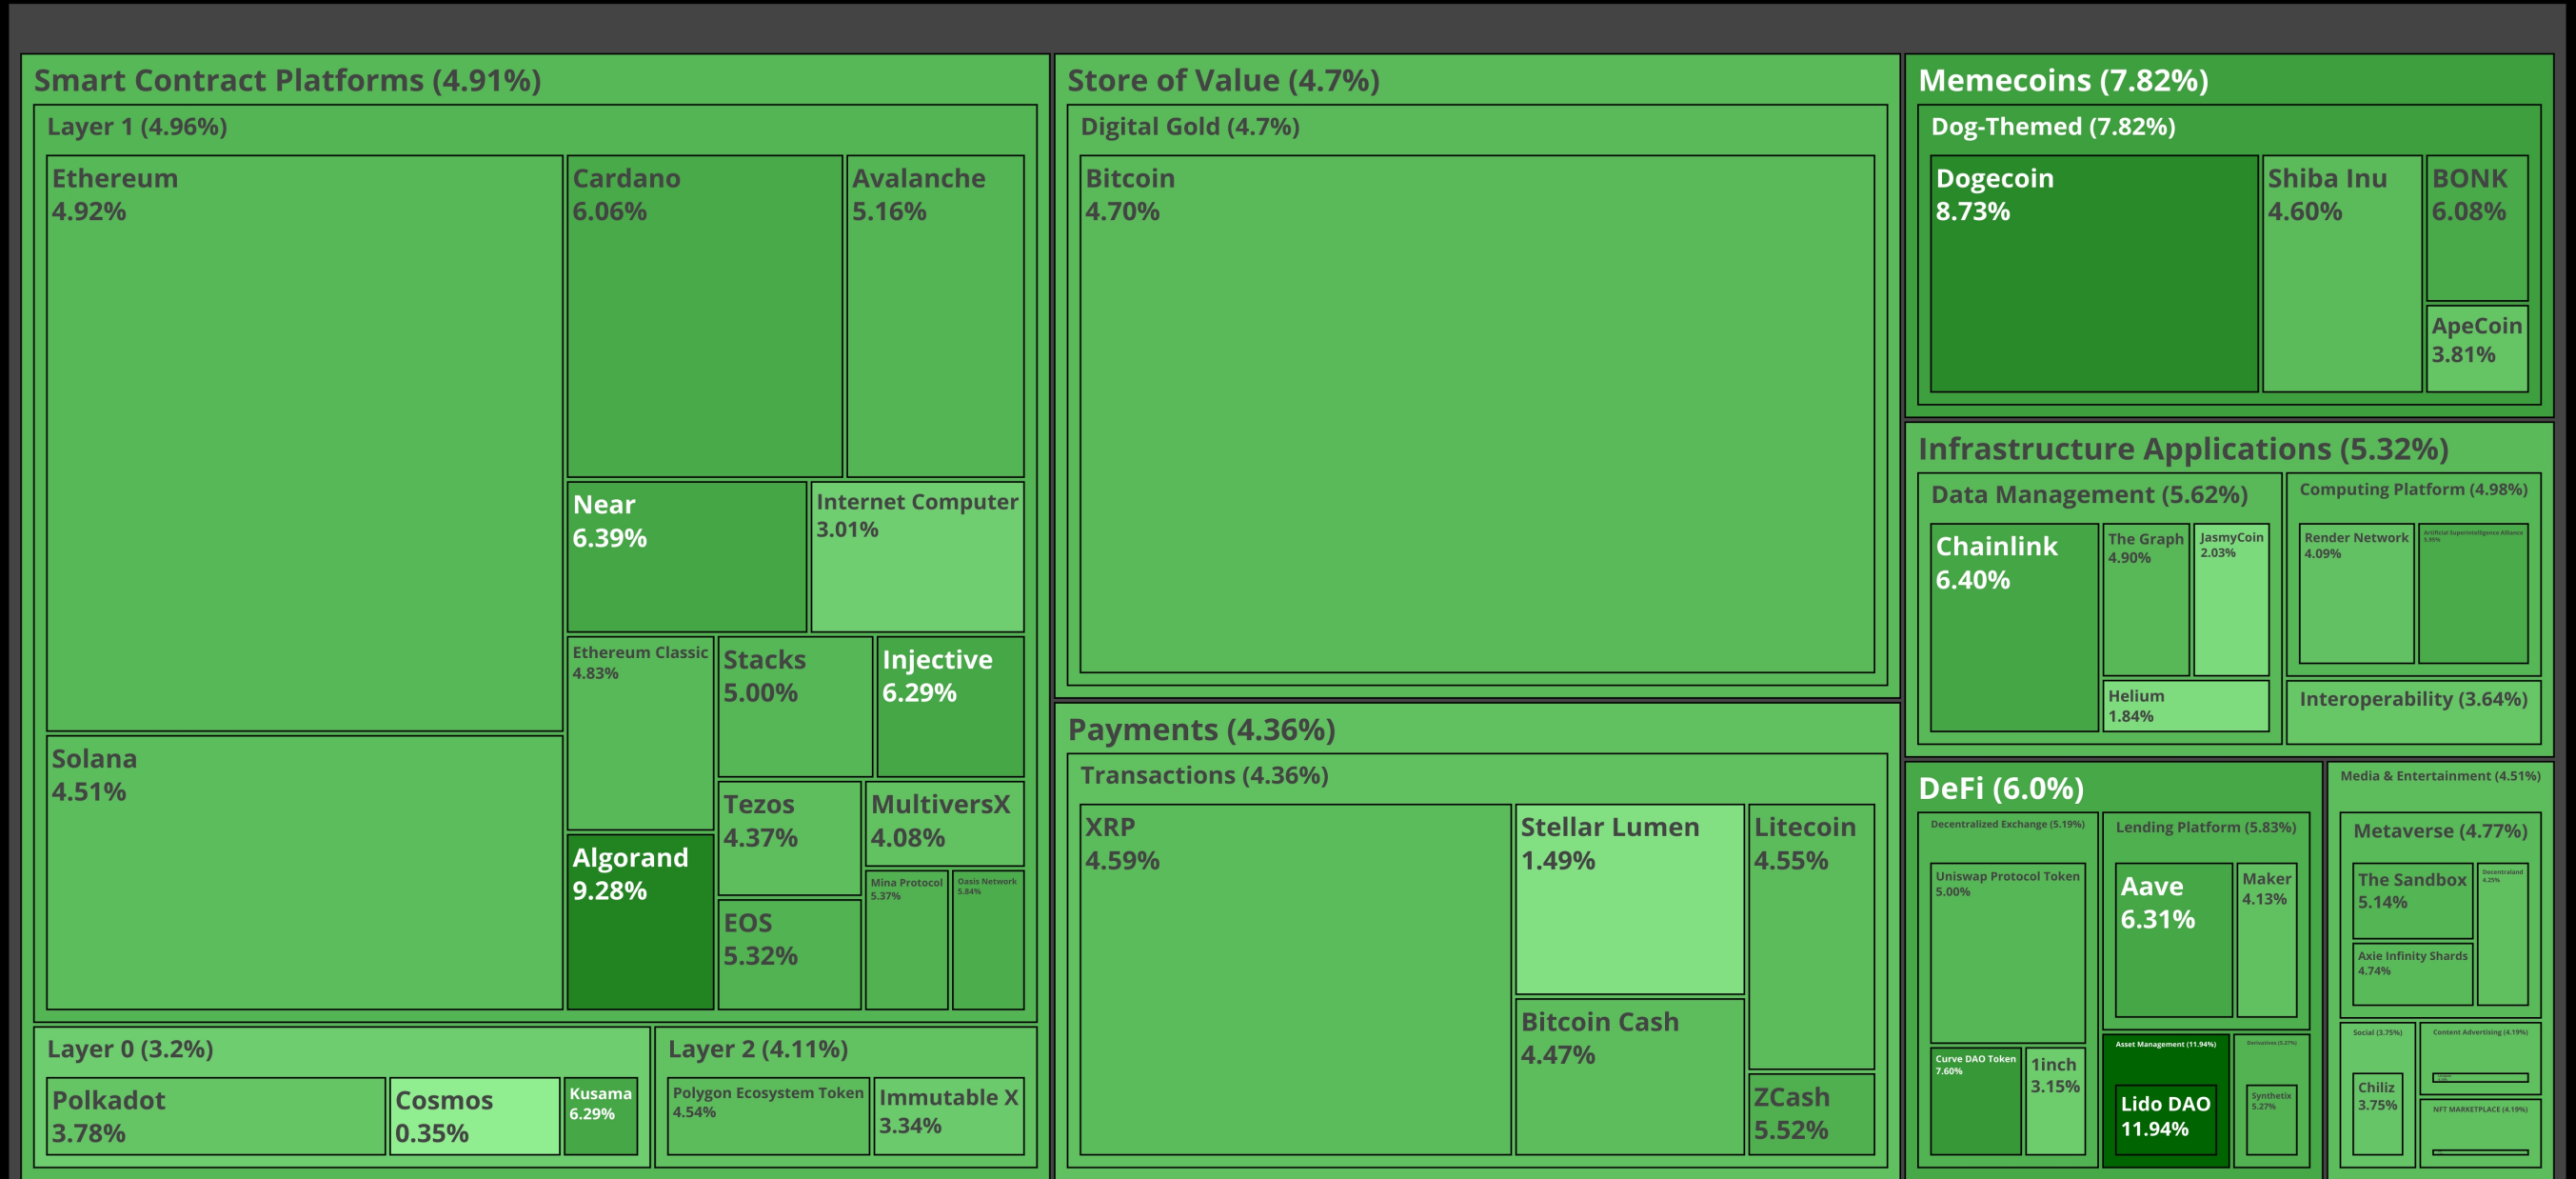 Smart Contract Platforms (4.91%)
Layer 1 (4.96%)
Ethereum
4.92%
Solana
4.51%
Cardano
6.06%
Avalanche
5.16%
Near
6.39%
Internet Computer
3.01%
Ethereum Classic
4.83%
Stacks
5.00%
Injective
6.29%
Algorand
9.28%
Tezos
4.37%
MultiversX
4.08%
EOS
5.32%
Mina Protocol
5.37%
Oasis Network
5.84%
Layer 0 (3.2%)
Polkadot
3.78%
Cosmos
0.35%
Kusama
6.29%
Layer 2 (4.11%)
Polygon Ecosystem Token
4.54%
Immutable X
3.34%
Store of Value (4.7%)
Digital Gold (4.7%)
Bitcoin
4.70%
Payments (4.36%)
Transactions (4.36%)
XRP
4.59%
Stellar Lumen
1.49%
Litecoin
4.55%
Bitcoin Cash
4.47%
ZCash
5.52%
Memecoins (7.82%)
Dog-Themed (7.82%)
Dogecoin
8.73%
Shiba Inu
4.60%
BONK
6.08%
ApeCoin
3.81%
Infrastructure Applications (5.32%)
Data Management (5.62%)
Chainlink
6.40%
The Graph
4.90%
JasmyCoin
2.03%
Helium
1.84%
Computing Platform (4.98%)
Render Network
4.09%
Artificial Superintelligence Alliance
Interoperability (3.64%)
DeFi (6.0%)
Decentralized Exchange (5.19%)
Uniswap Protocol Token
5.00%
Curve DAO Token
7.60%
1inch
3.15%
Lending Platform (5.83%)
Aave
6.31%
Maker
4.13%
Asset Management (11.94%)
Lido DAO
11.94%
Derivatives (5.27%)
Synthetix
5.27%
Media & Entertainment (4.51%)
Metaverse (4.77%)
The Sandbox
5.14%
Decentraland
4.25%
Axie Infinity Shards
4.74%
Social (3.75%)
Chiliz
3.75%
Content Advertising (4.19%)
NFT MARKETPLACE (4.19%)